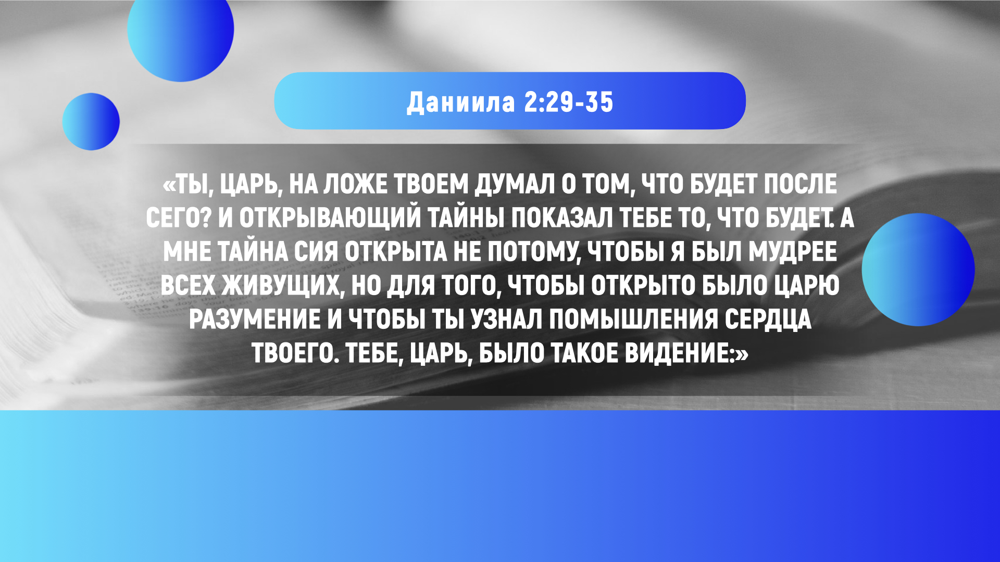 Даниила 2:29-35
«ТЫ, ЦАРЬ, НА ЛОЖЕ ТВОЕМ ДУМАЛ О ТОМ, ЧТО БУДЕТ ПОСЛЕ
СЕГО? И ОТКРЫВАЮЩИЙ ТАЙНЫ ПОКАЗАЛ ТЕБЕ ТО, ЧТО БУДЕТ. А
МНЕ ТАЙНА СИЯ ОТКРЫТА НЕ ПОТОМУ, ЧТОБЫ Я БЫЛ МУДРЕЕ
ВСЕХ ЖИВУЩИХ, НО ДЛЯ ТОГО, ЧТОБЫ ОТКРЫТО БЫЛО ЦАРЮ
РАЗУМЕНИЕ И ЧТОБЫ ТЫ УЗНАЛ ПОМЫШЛЕНИЯ СЕРДЦА
ТВОЕГО. ТЕБЕ, ЦАРЬ, БЫЛО ТАКОЕ ВИДЕНИЕ:»